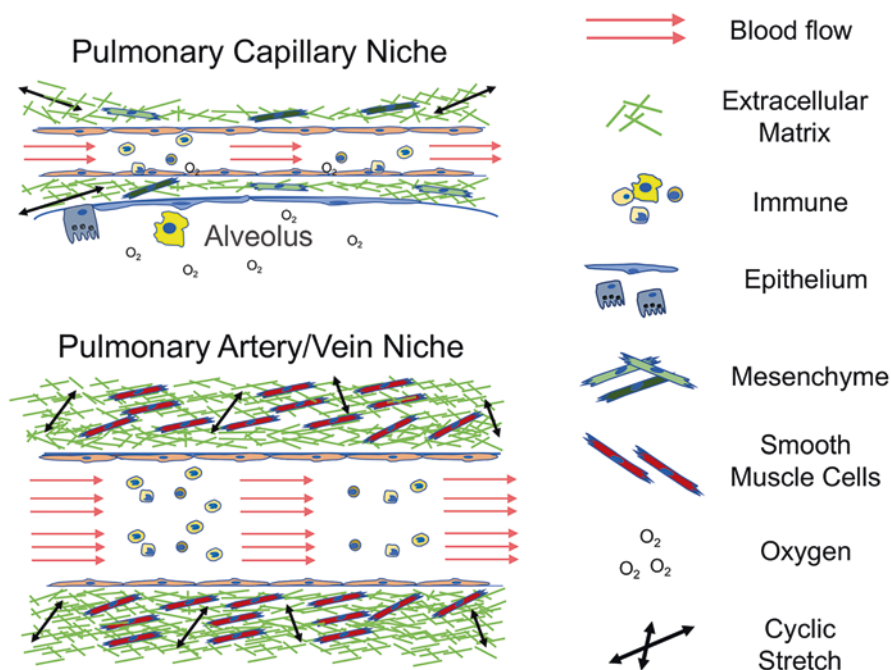 Pulmonary Capillary Niche
O₂
O₂
Alveolus
O₂
O₂
O₂
O₂
Pulmonary Artery/Vein Niche
Blood flow
Extracellular
Matrix
Immune
Epithelium
Mesenchyme
Smooth
Muscle Cells
O₂
O₂ O₂
Oxygen
Cyclic
Stretch